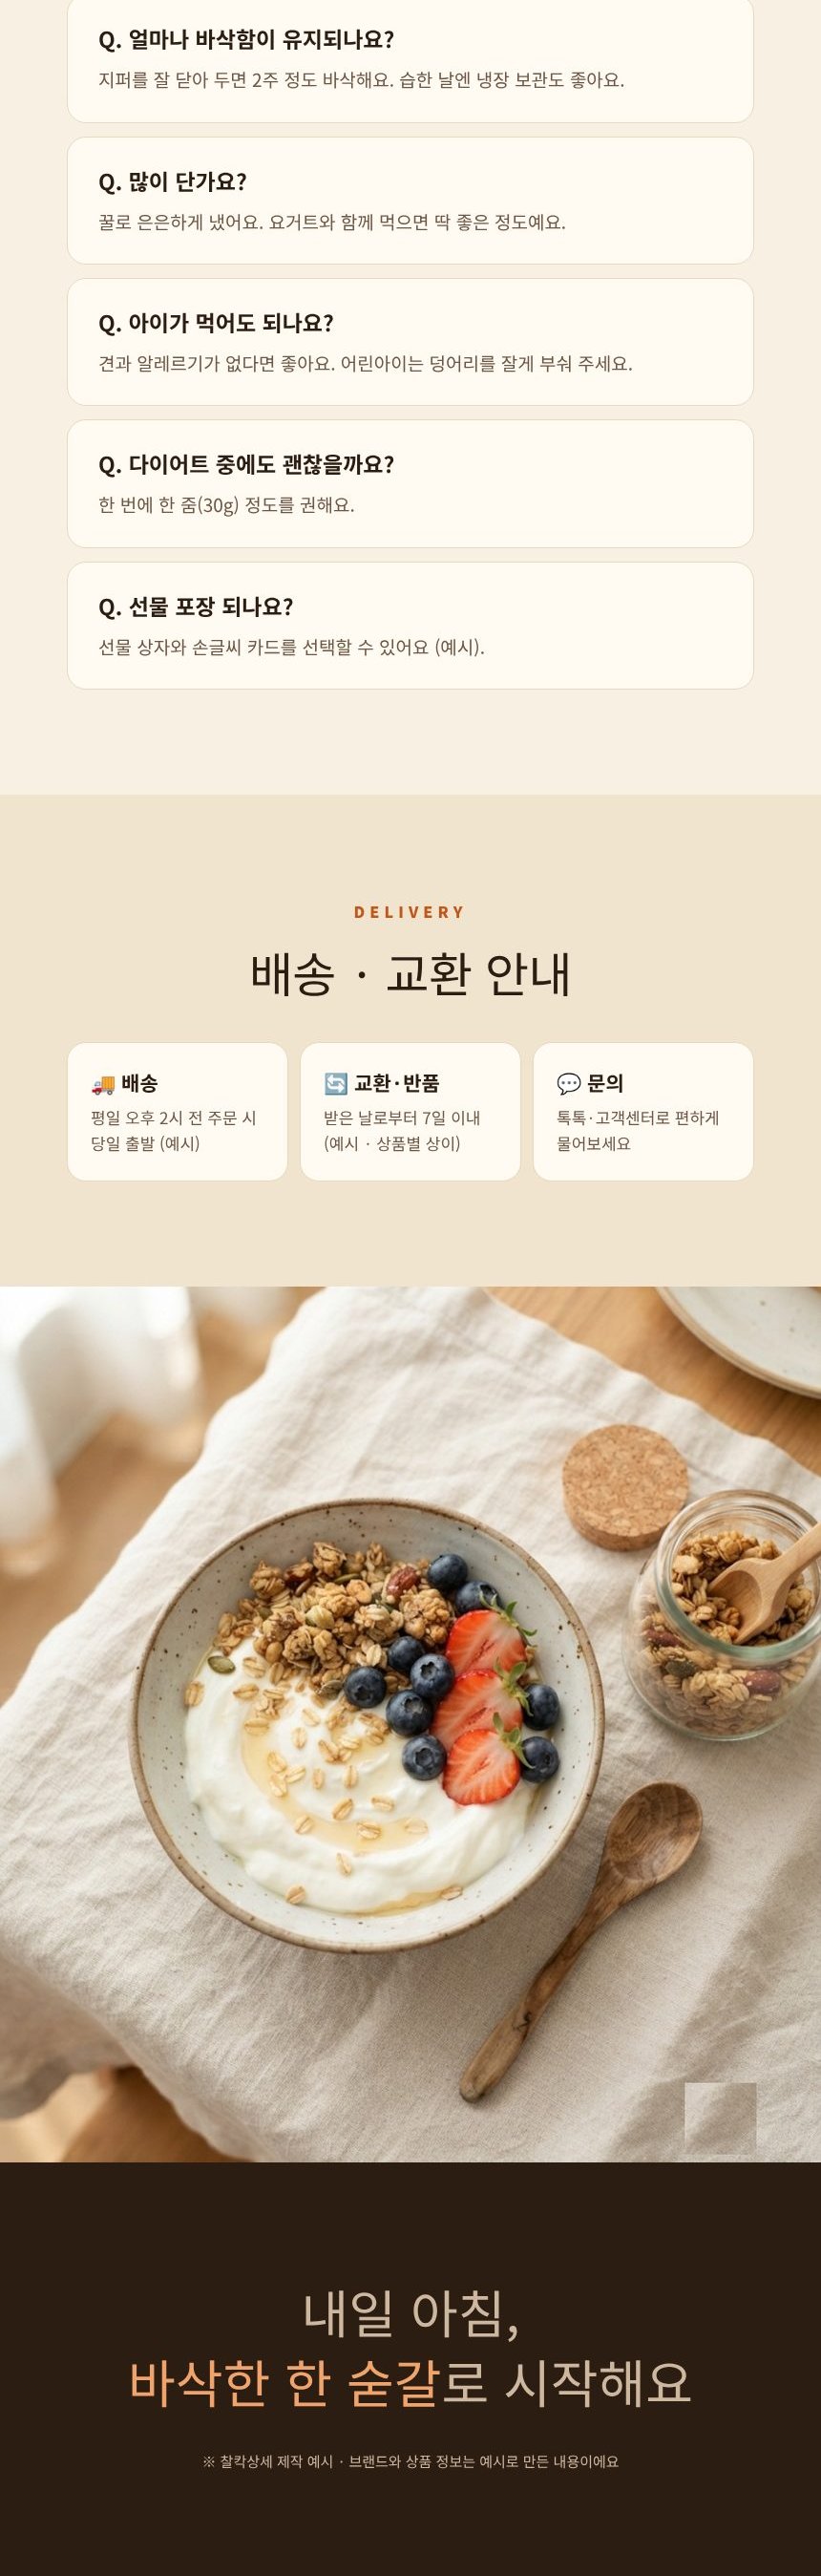 Q. 얼마나 바삭함이 유지되나요?
지퍼를 잘 닫아 두면 2주 정도 바삭해요. 습한 날엔 냉장 보관도 좋아요.
Q. 많이 단가요?
꿀로 은은하게 냈어요. 요거트와 함께 먹으면 딱 좋은 정도예요.
Q. 아이가 먹어도 되나요?
견과 알레르기가 없다면 좋아요. 어린아이는 덩어리를 잘게 부숴 주세요.
Q. 다이어트 중에도 괜찮을까요?
한 번에 한 줌(30g) 정도를 권해요.
Q. 선물 포장 되나요?
선물 상자와 손글씨 카드를 선택할 수 있어요 (예시).
DELIVERY
배송 · 교환 안내
🚚 배송
평일 오후 2시 전 주문 시
당일 출발 (예시)
🔄 교환·반품
받은 날로부터 7일 이내
(예시 · 상품별 상이)
💬 문의
톡톡·고객센터로 편하게
물어보세요
내일 아침,
바삭한 한 숟갈로 시작해요
※ 찰칵상세 제작 예시 · 브랜드와 상품 정보는 예시로 만든 내용이에요